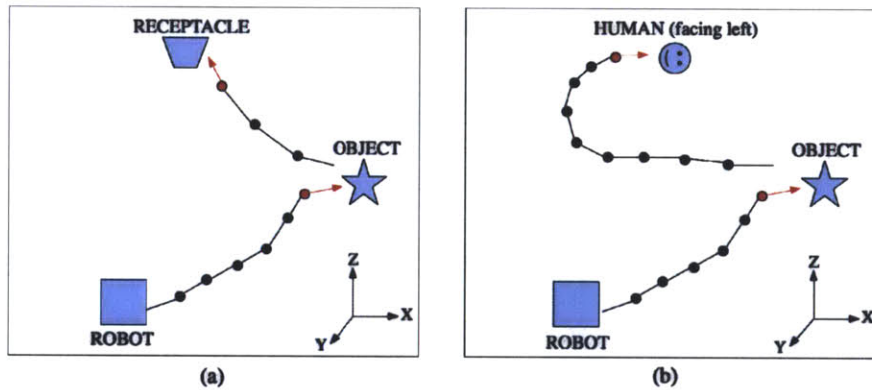 RECEPTACLE
OBJECT
ROBOT
Z
X
Y
(a)
HUMAN (facing left)
(:
OBJECT
ROBOT
Z
X
Y
(b)